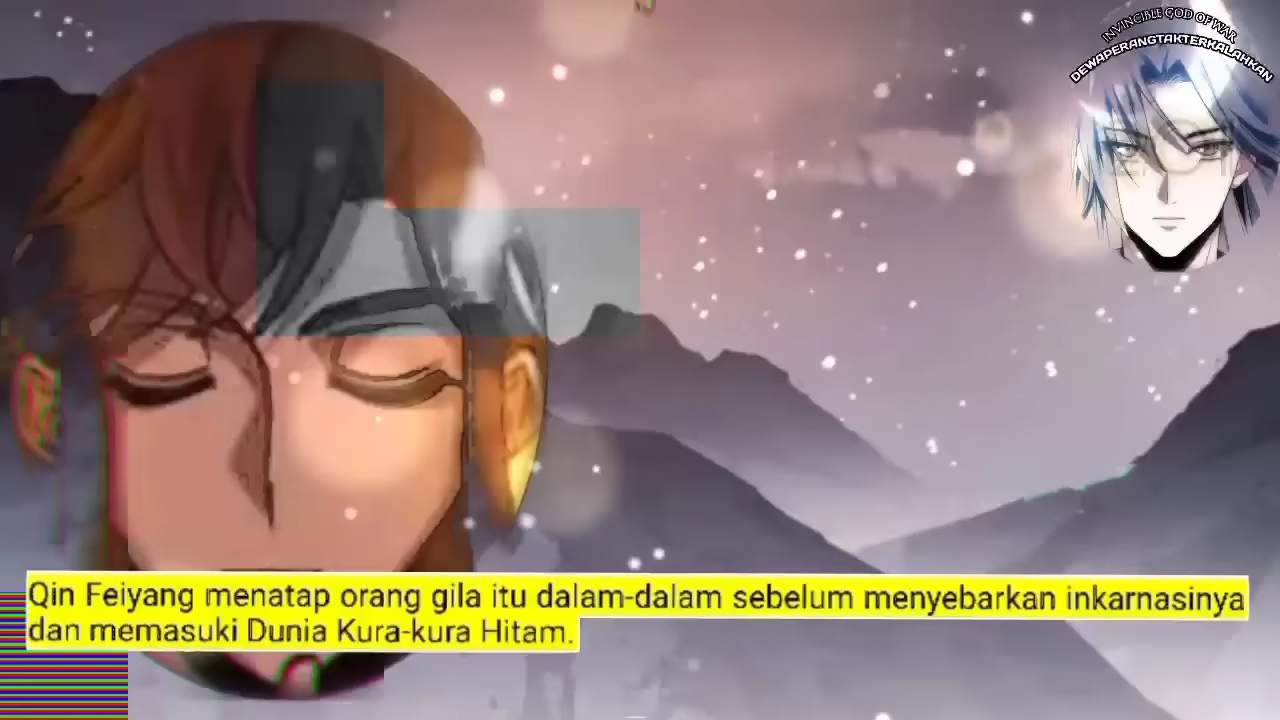 INVINCIBLE GOD OF WAR
DEWAPERANGTAKTERKALAHKAN
Qin Feiyang menatap orang gila itu dalam-dalam sebelum menyebarkan inkarnasinya
dan memasuki Dunia Kura-kura Hitam.